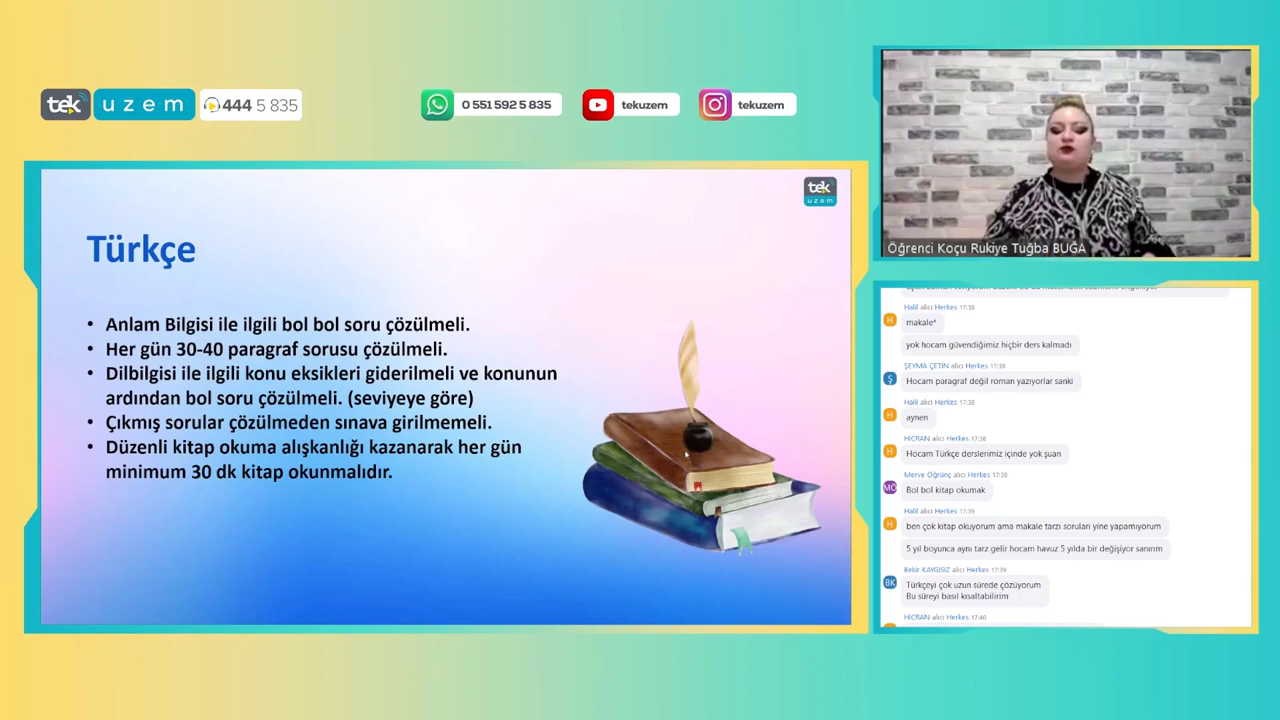 tek
uzem
444 5 835
0 551 592 5 835
tekuzem
tekuzem
tek
uzem
Türkçe
• Anlam Bilgisi ile ilgili bol bol soru çözülmeli.
• Her gün 30-40 paragraf sorusu çözülmeli.
• Dilbilgisi ile ilgili konu eksikleri giderilmeli ve konunun
ardından bol soru çözülmeli. (seviyeye göre)
• Çıkmış sorular çözülmeden sınava girilmemeli.
• Düzenli kitap okuma alışkanlığı kazanarak her gün
minimum 30 dk kitap okunmalıdır.
Öğrenci Koçu Rukiye Tuğba BUĞA
Halil alıcı Herkes 17:38
H
makale*
yok hocam güvendiğimiz hiçbir ders kalmadı
ŞEYMA ÇETİN alıcı Herkes 17:38
Ş
Hocam paragraf değil roman yazıyorlar sanki
Halil alıcı Herkes 17:38
H
aynen
HİCRAN alıcı Herkes 17:38
H
Hocam Türkçe derslerimiz içinde yok şuan
Merve Öğrünç alıcı Herkes 17:38
MÖ
Bol bol kitap okumak
Halil alıcı Herkes 17:39
H
ben çok kitap okuyorum ama makale tarzı soruları yine yapamıyorum
5 yıl boyunca aynı tarz gelir hocam havuz 5 yılda bir değişiyor sanırım
Bekir KAYGISIZ alıcı Herkes 17:39
BK
Türkçeyi çok uzun sürede çözüyorum
Bu süreyi basıl kısaltabilirim
HİCRAN alıcı Herkes 17:40